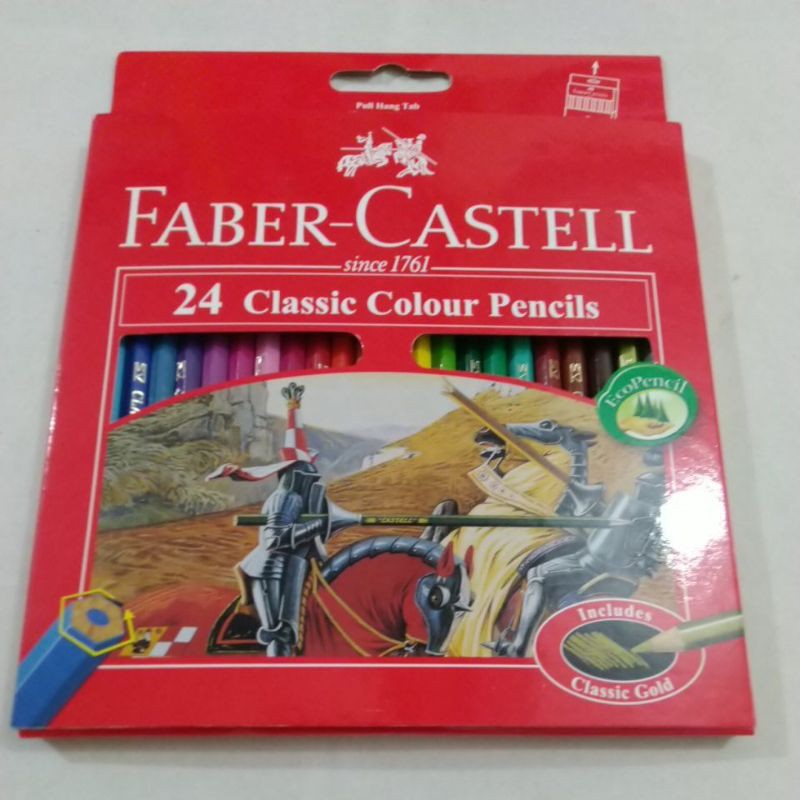 Pull Hang Tab
FABER-CASTELL
since 1761
24 Classic Colour Pencils
EcoPencil
"CASTELL"
Includes
Classic Gold